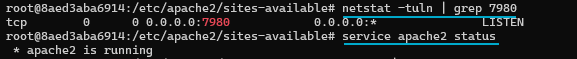 root@8aed3aba6914:/etc/apache2/sites-available# netstat -tuln | grep 7980
tcp        0      0 0.0.0.0:7980            0.0.0.0:*               LISTEN
root@8aed3aba6914:/etc/apache2/sites-available# service apache2 status
 * apache2 is running